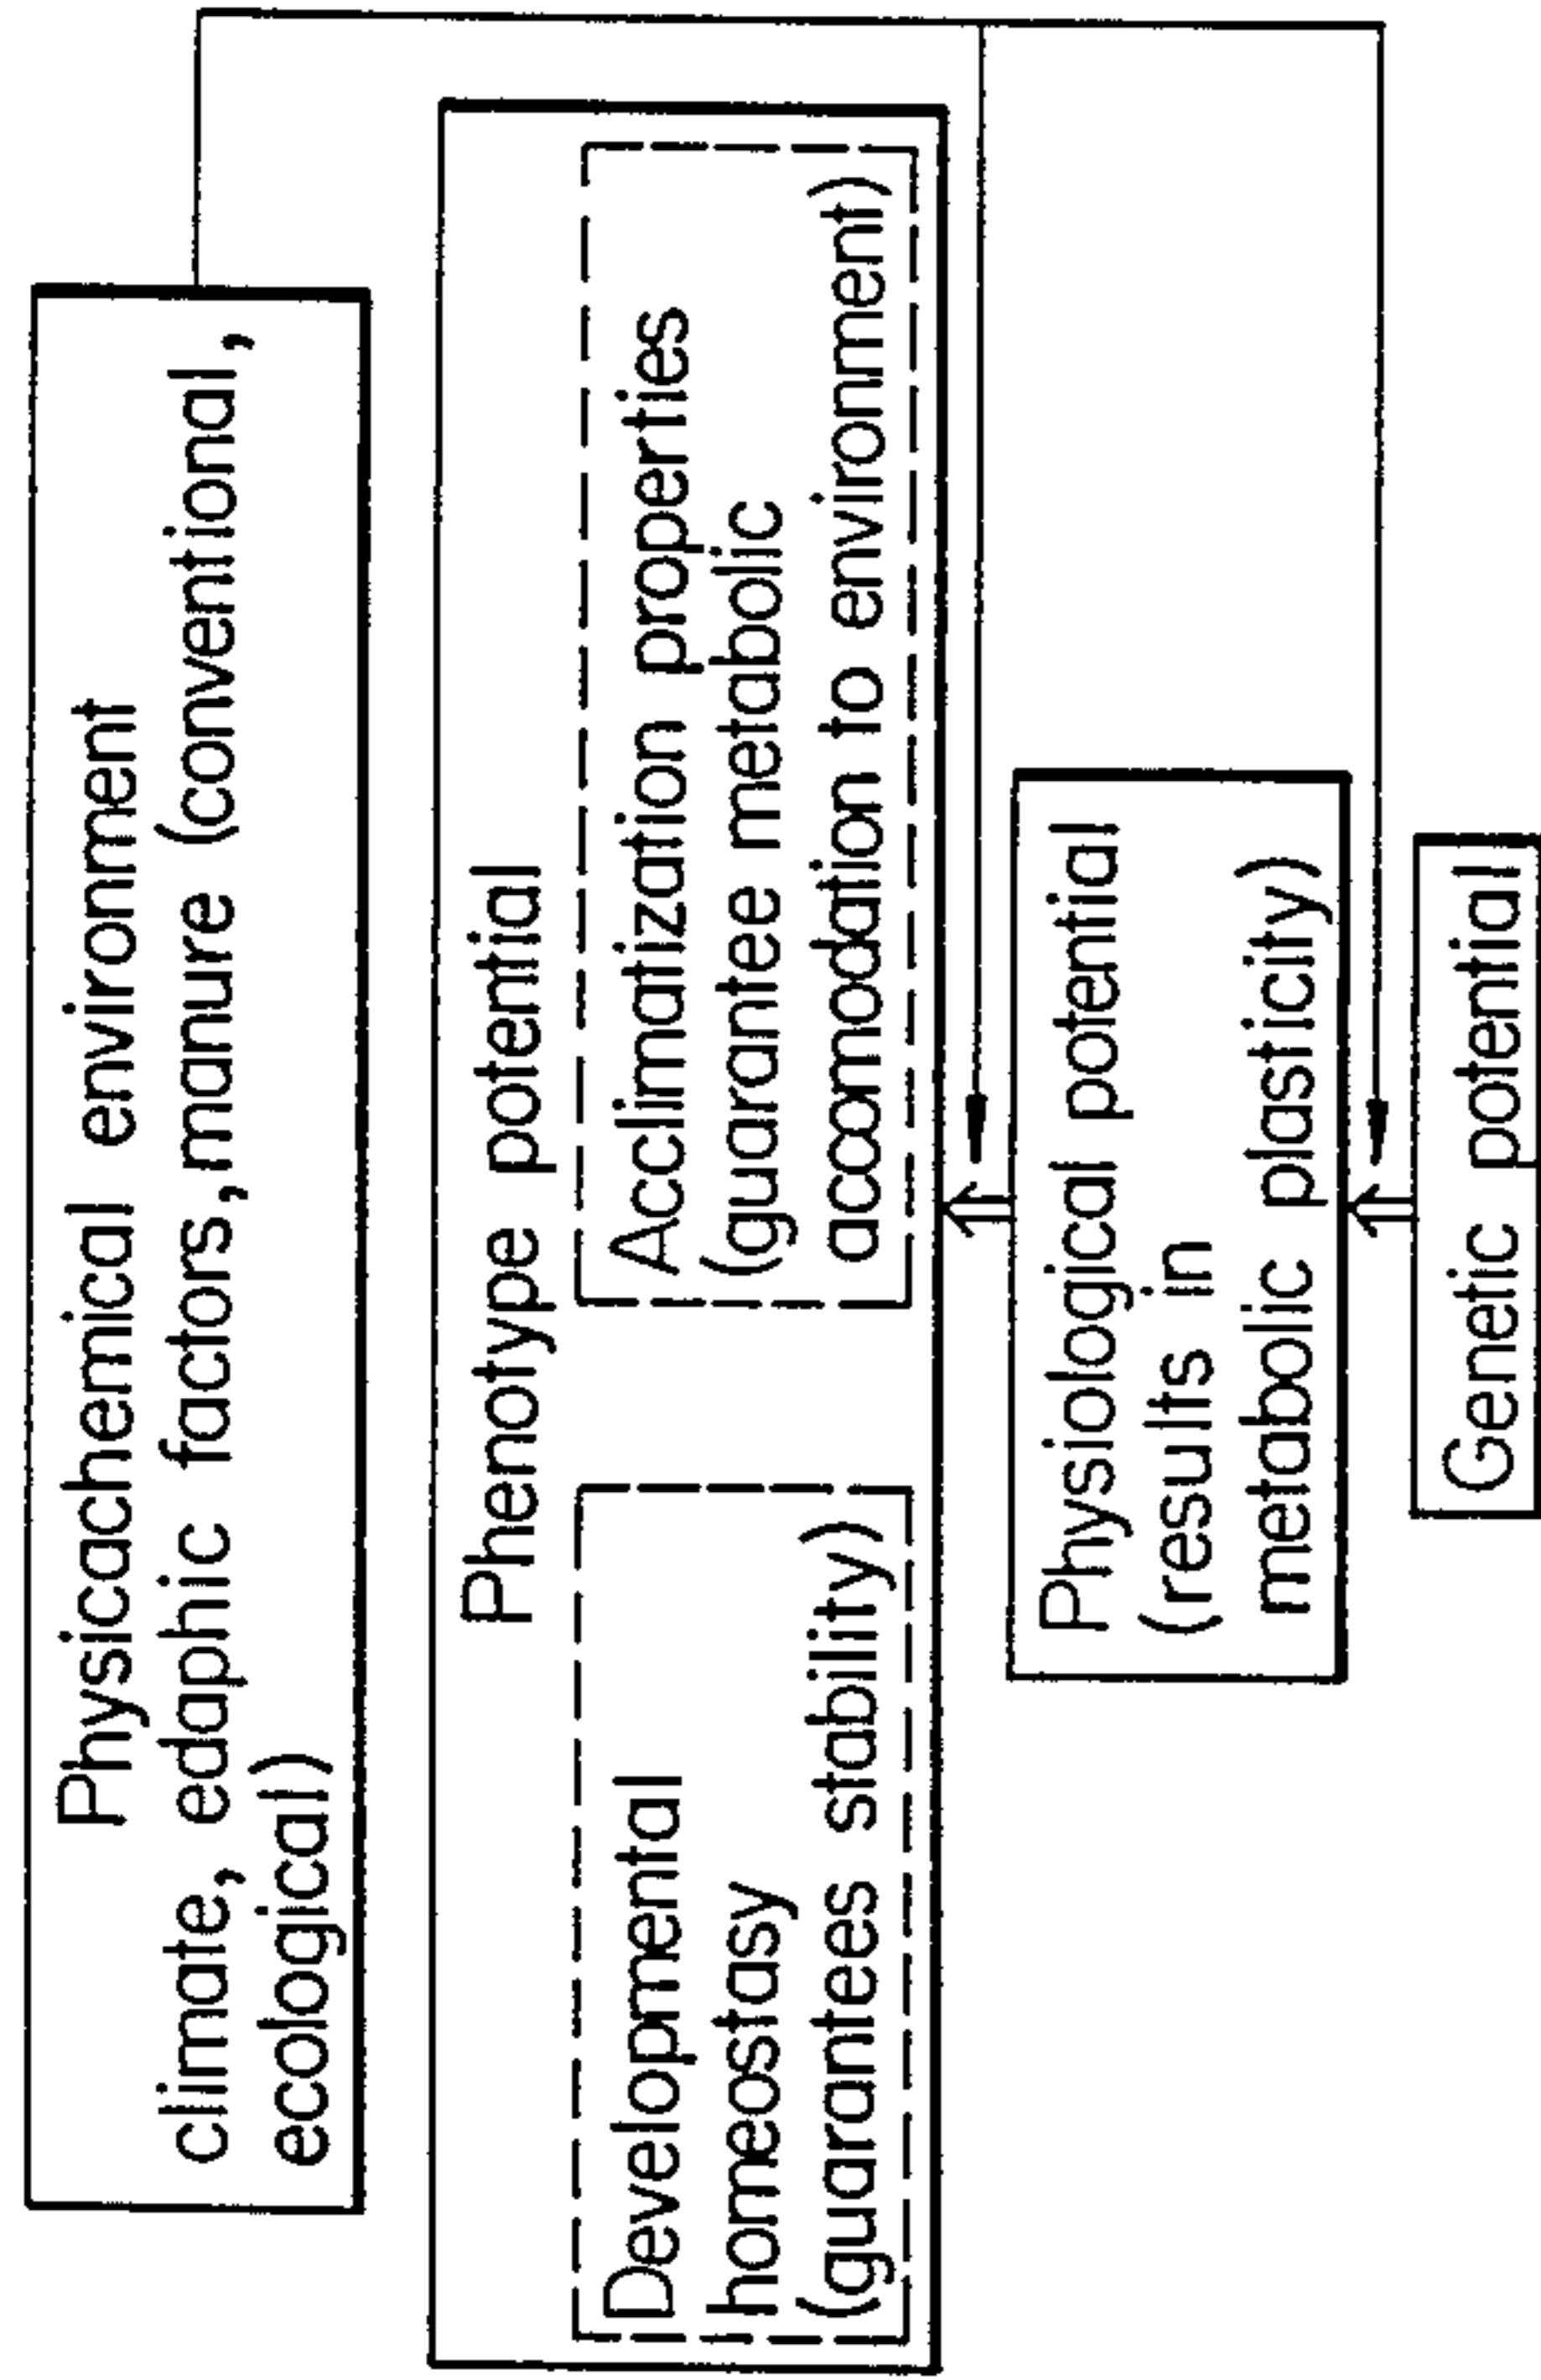 Physicachemical environment
climate, edaphic factors,manure (conventional,
ecological)
Phenotype potential
Developmental
homeostasy
(guarantees stability)
Acclimatization properties
(guarantee metabolic
accomodation to environment)
Physiological potential
(results in
metabolic plasticity)
Genetic potential